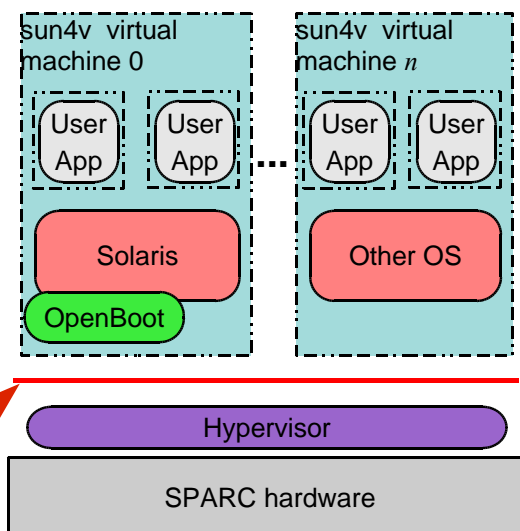 sun4v virtual
machine 0
User
App
User
App
Solaris
OpenBoot
...
sun4v virtual
machine n
User
App
User
App
Other OS
Hypervisor
SPARC hardware